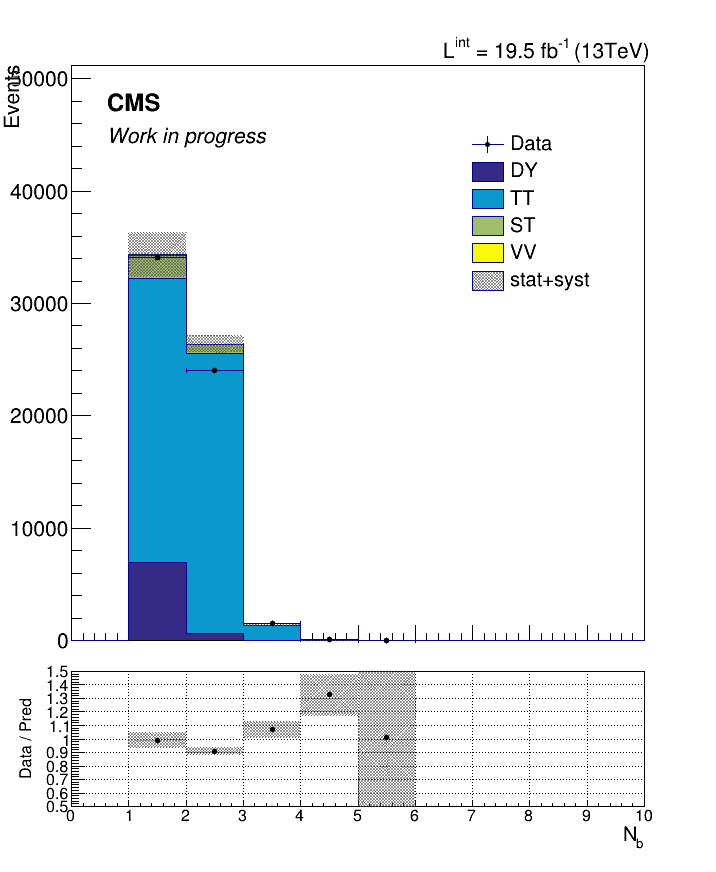 L^int = 19.5 fb^-1 (13TeV)
Events
CMS
Work in progress
Data
DY
TT
ST
VV
stat+syst
50000
40000
30000
20000
10000
0
Data / Pred
1.5
1.4
1.3
1.2
1.1
1
0.9
0.8
0.7
0.6
0.5
0 1 2 3 4 5 6 7 8 9 10
N_b